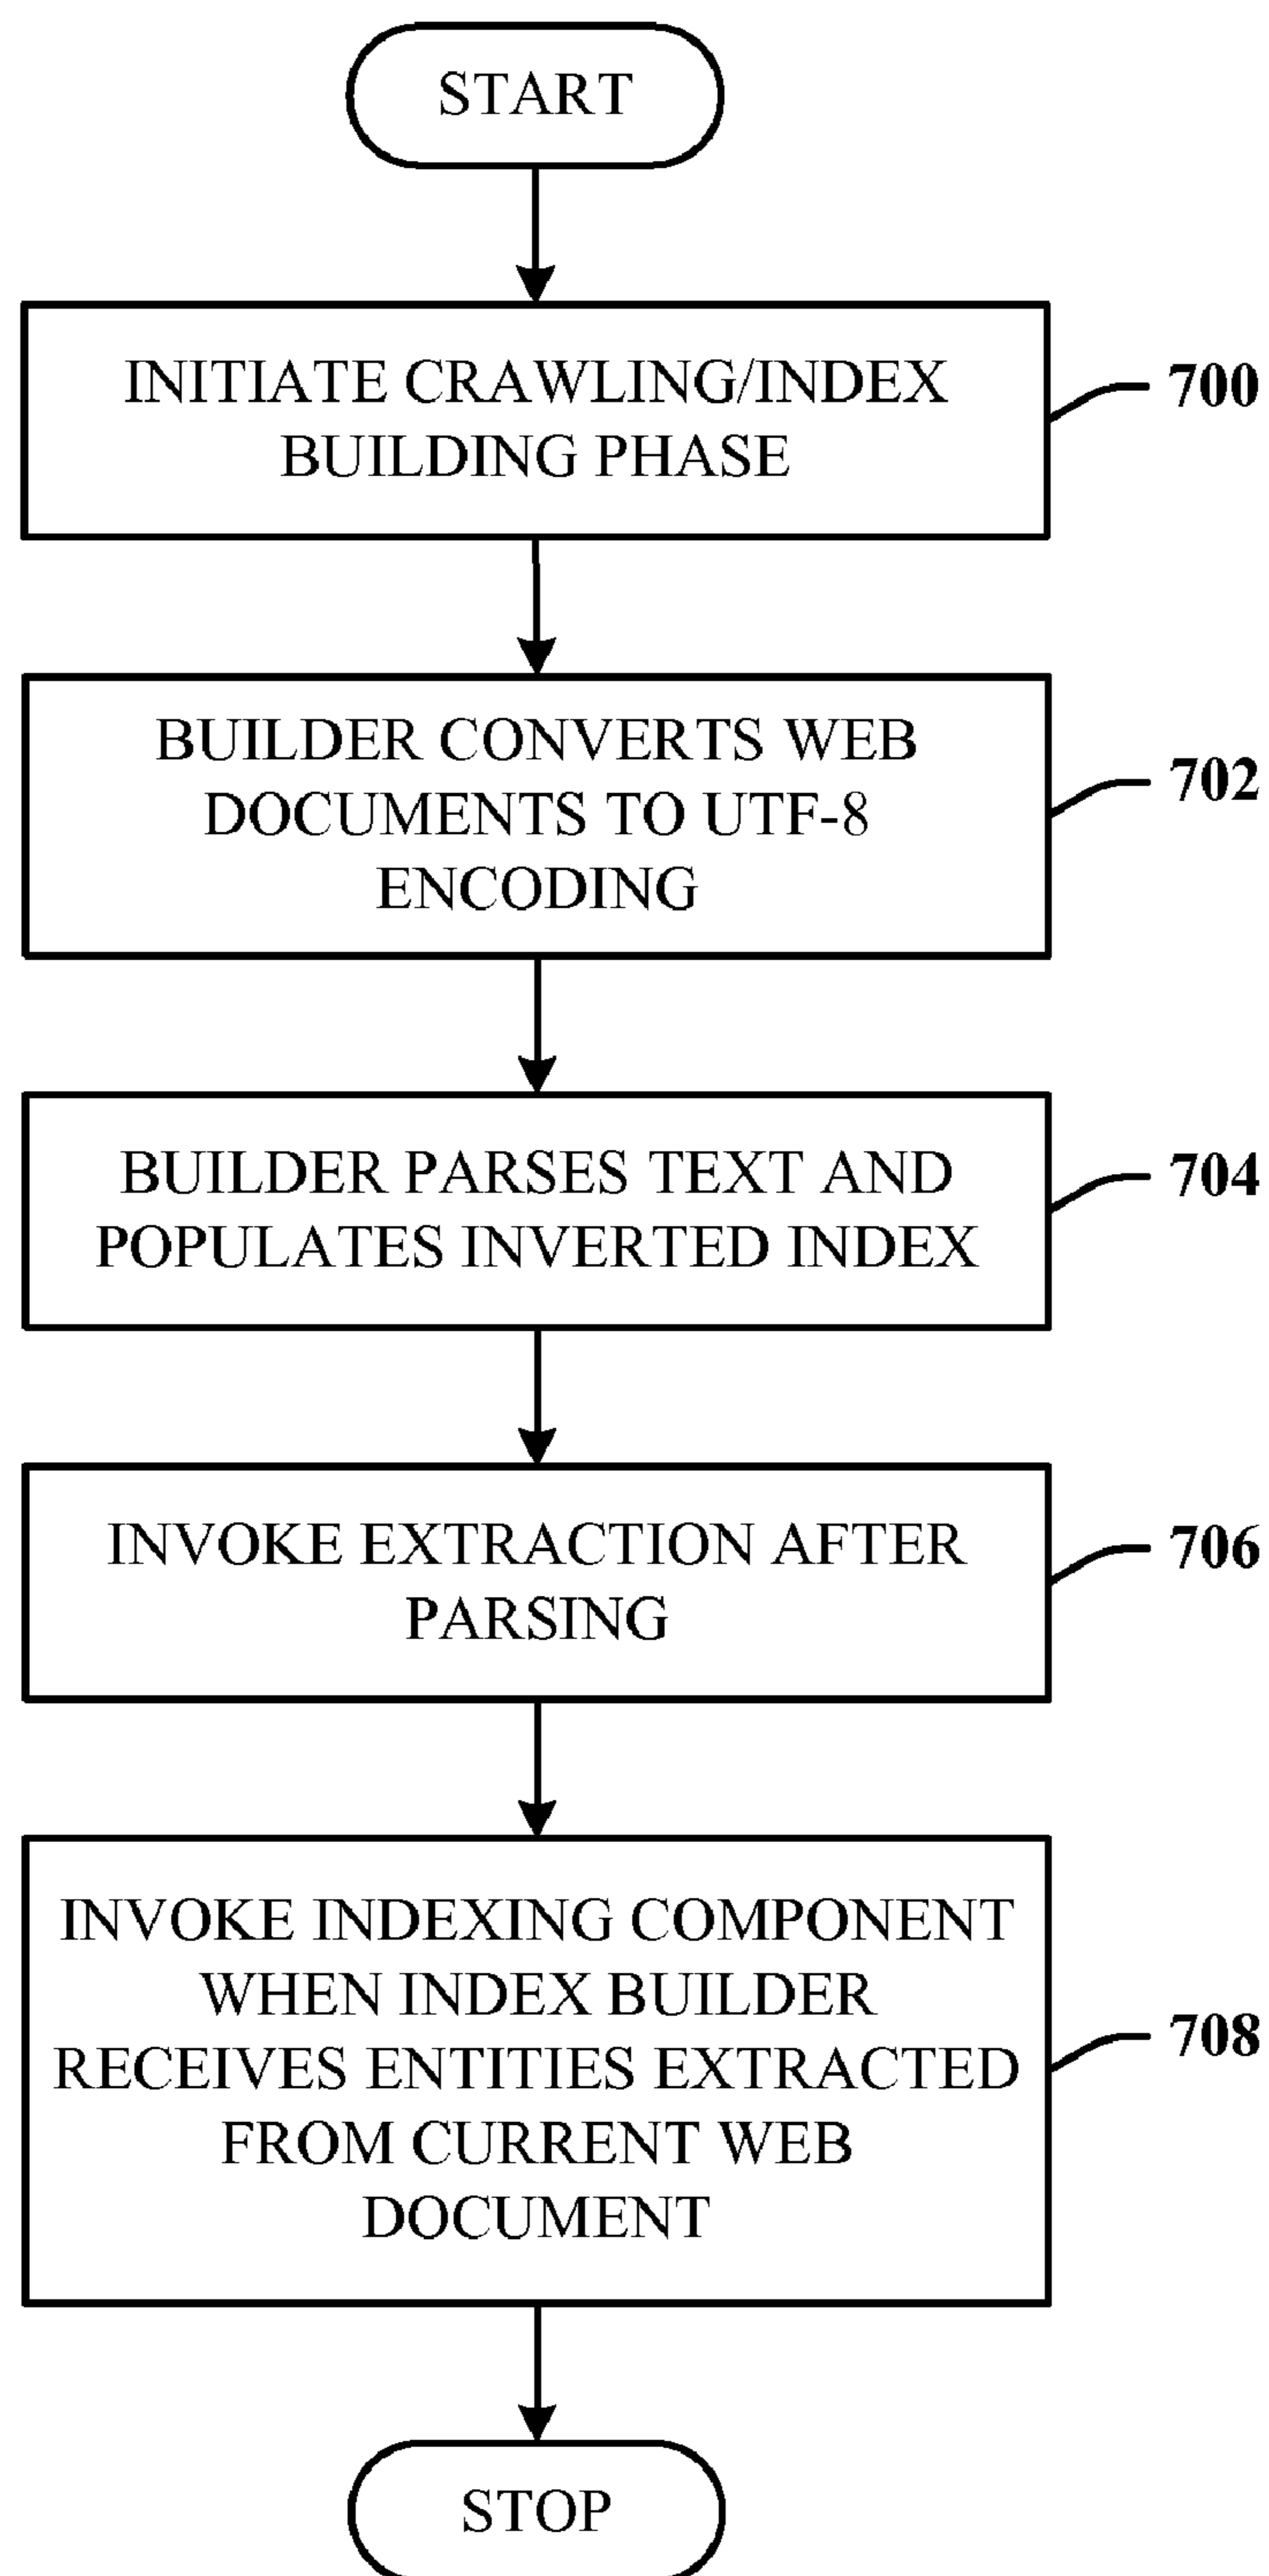 START
INITIATE CRAWLING/INDEX
BUILDING PHASE
700
BUILDER CONVERTS WEB
DOCUMENTS TO UTF-8
ENCODING
702
BUILDER PARSES TEXT AND
POPULATES INVERTED INDEX
704
INVOKE EXTRACTION AFTER
PARSING
706
INVOKE INDEXING COMPONENT
WHEN INDEX BUILDER
RECEIVES ENTITIES EXTRACTED
FROM CURRENT WEB
DOCUMENT
708
STOP